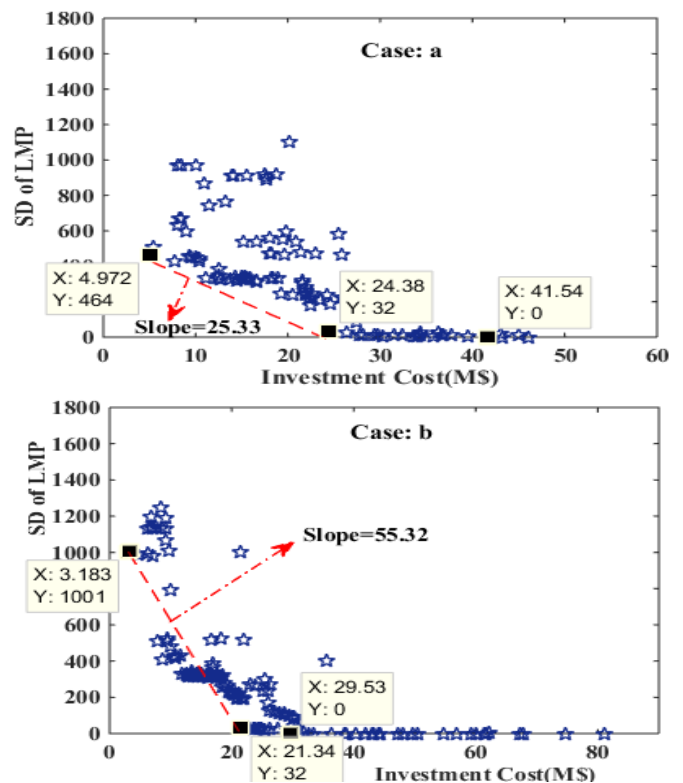 1800
1600
1400
1200
1000
800
600
400
200
0
SD of LMP
Case: a
X: 4.972
Y: 464
X: 24.38
Y: 32
X: 41.54
Y: 0
Slope=25.33
0 10 20 30 40 50 60
Investment Cost(M$)
1800
1600
1400
1200
1000
800
600
400
200
0
SD of LMP
Case: b
Slope=55.32
X: 3.183
Y: 1001
X: 29.53
Y: 0
X: 21.34
Y: 32
0 20 40 60 80
Investment Cost(M$)